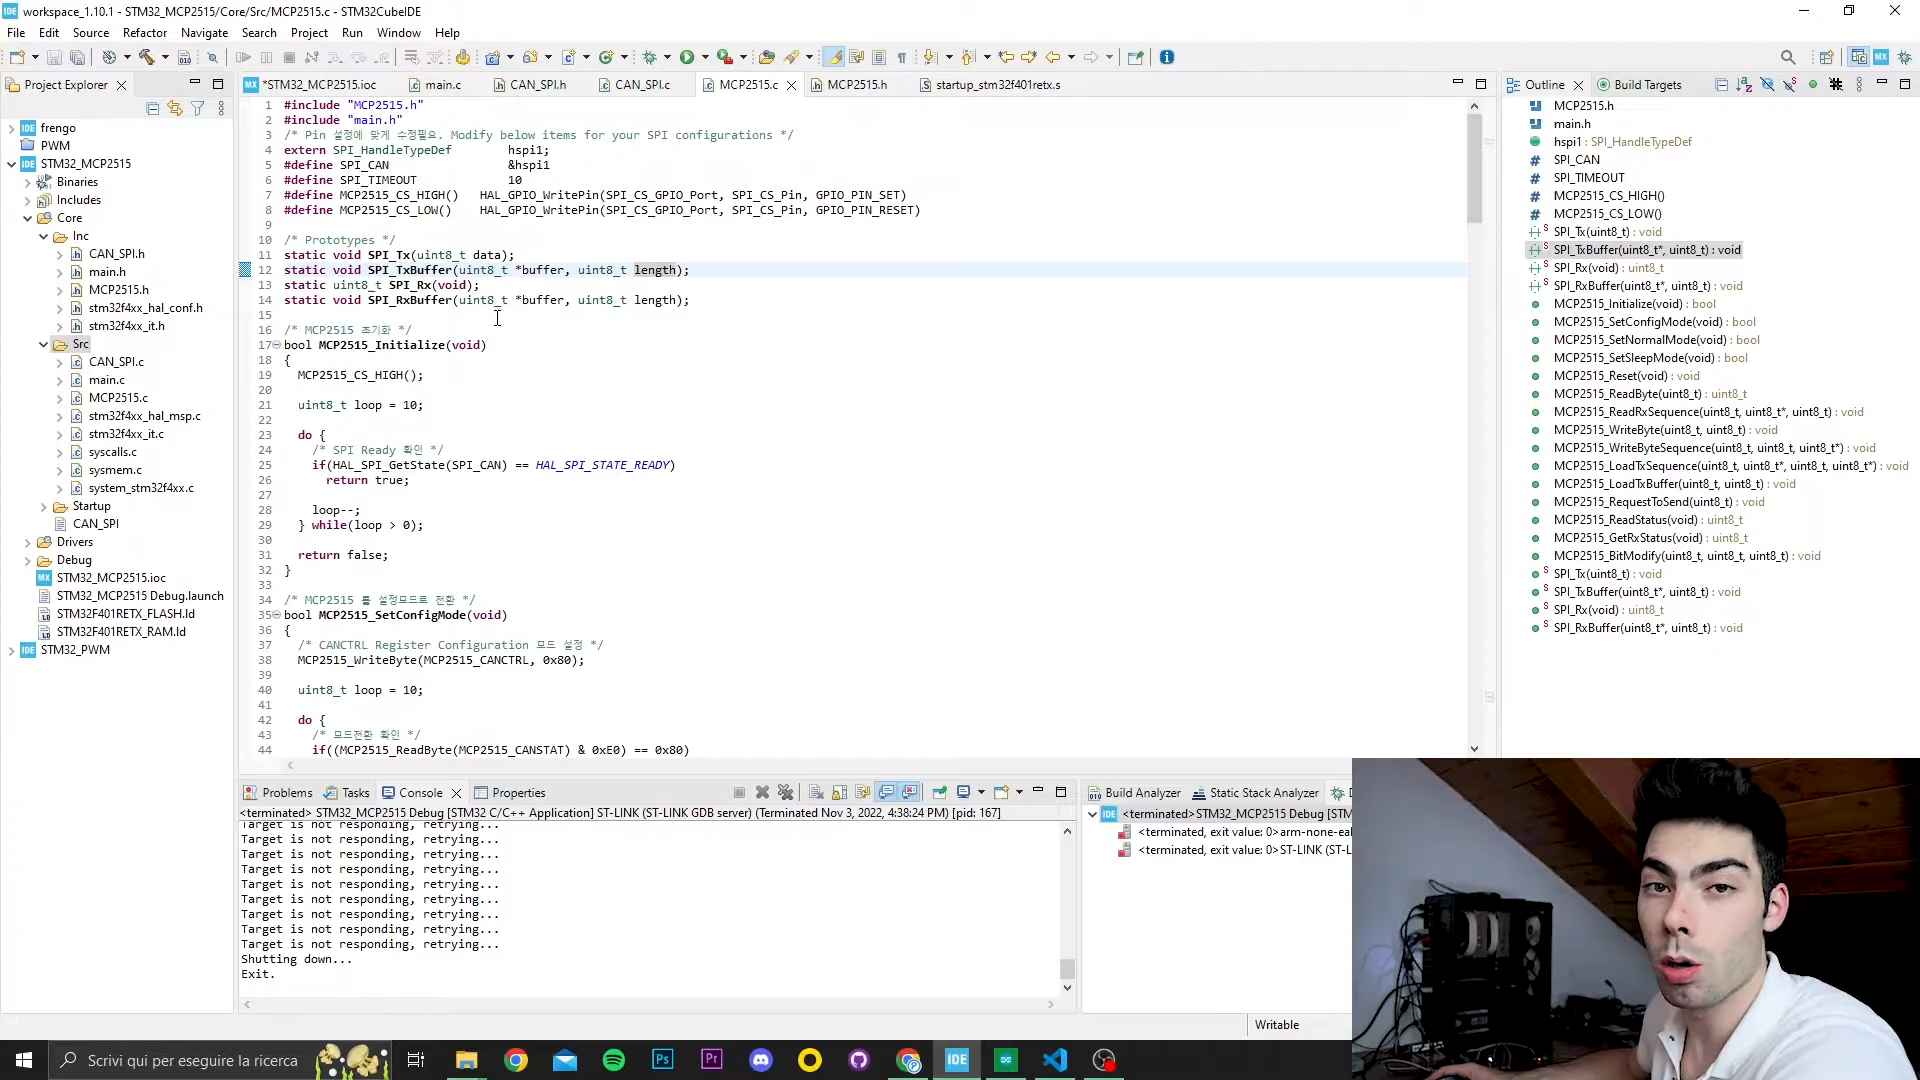 workspace_1.10.1 - STM32_MCP2515/Core/Src/MCP2515.c - STM32CubeIDE
File Edit Source Refactor Navigate Search Project Run Window Help
Project Explorer
frengo
PWM
STM32_MCP2515
Binaries
Includes
Core
Inc
CAN_SPI.h
main.h
MCP2515.h
stm32f4xx_hal_conf.h
stm32f4xx_it.h
Src
CAN_SPI.c
main.c
MCP2515.c
stm32f4xx_hal_msp.c
stm32f4xx_it.c
syscalls.c
sysmem.c
system_stm32f4xx.c
Startup
CAN_SPI
Drivers
Debug
STM32_MCP2515.ioc
STM32_MCP2515 Debug.launch
STM32F401RETX_FLASH.ld
STM32F401RETX_RAM.ld
STM32_PWM
*STM32_MCP2515.ioc main.c CAN_SPI.h CAN_SPI.c MCP2515.c MCP2515.h startup_stm32f401retx.s
1 #include "MCP2515.h"
2 #include "main.h"
3 /* Pin 설정에 맞게 수정필요. Modify below items for your SPI configurations */
4 extern SPI_HandleTypeDef hspi1;
5 #define SPI_CAN &hspi1
6 #define SPI_TIMEOUT 10
7 #define MCP2515_CS_HIGH() HAL_GPIO_WritePin(SPI_CS_GPIO_Port, SPI_CS_Pin, GPIO_PIN_SET)
8 #define MCP2515_CS_LOW() HAL_GPIO_WritePin(SPI_CS_GPIO_Port, SPI_CS_Pin, GPIO_PIN_RESET)
9
10 /* Prototypes */
11 static void SPI_Tx(uint8_t data);
12 static void SPI_TxBuffer(uint8_t *buffer, uint8_t length);
13 static uint8_t SPI_Rx(void);
14 static void SPI_RxBuffer(uint8_t *buffer, uint8_t length);
15
16 /* MCP2515 초기화 */
17 bool MCP2515_Initialize(void)
18 {
19 MCP2515_CS_HIGH();
20
21 uint8_t loop = 10;
22
23 do {
24 /* SPI Ready 확인 */
25 if(HAL_SPI_GetState(SPI_CAN) == HAL_SPI_STATE_READY)
26 return true;
27
28 loop--;
29 } while(loop > 0);
30
31 return false;
32 }
33
34 /* MCP2515 를 설정모드로 전환 */
35 bool MCP2515_SetConfigMode(void)
36 {
37 /* CANCTRL Register Configuration 모드 설정 */
38 MCP2515_WriteByte(MCP2515_CANCTRL, 0x80);
39
40 uint8_t loop = 10;
41
42 do {
43 /* 모드전환 확인 */
44 if((MCP2515_ReadByte(MCP2515_CANSTAT) & 0xE0) == 0x80)
Outline Build Targets
MCP2515.h
main.h
hspi1 : SPI_HandleTypeDef
SPI_CAN
SPI_TIMEOUT
MCP2515_CS_HIGH()
MCP2515_CS_LOW()
SPI_Tx(uint8_t) : void
SPI_TxBuffer(uint8_t*, uint8_t) : void
SPI_Rx(void) : uint8_t
SPI_RxBuffer(uint8_t*, uint8_t) : void
MCP2515_Initialize(void) : bool
MCP2515_SetConfigMode(void) : bool
MCP2515_SetNormalMode(void) : bool
MCP2515_SetSleepMode(void) : bool
MCP2515_Reset(void) : void
MCP2515_ReadByte(uint8_t) : uint8_t
MCP2515_ReadRxSequence(uint8_t, uint8_t*, uint8_t) : void
MCP2515_WriteByte(uint8_t, uint8_t) : void
MCP2515_WriteByteSequence(uint8_t, uint8_t, uint8_t*) : void
MCP2515_LoadTxSequence(uint8_t, uint8_t*, uint8_t, uint8_t*) : void
MCP2515_LoadTxBuffer(uint8_t, uint8_t) : void
MCP2515_RequestToSend(uint8_t) : void
MCP2515_ReadStatus(void) : uint8_t
MCP2515_GetRxStatus(void) : uint8_t
MCP2515_BitModify(uint8_t, uint8_t, uint8_t) : void
SPI_Tx(uint8_t) : void
SPI_TxBuffer(uint8_t*, uint8_t) : void
SPI_Rx(void) : uint8_t
SPI_RxBuffer(uint8_t*, uint8_t) : void
Problems Tasks Console Properties
<terminated> STM32_MCP2515 Debug [STM32 C/C++ Application] ST-LINK (ST-LINK GDB server) (Terminated Nov 3, 2022, 4:38:24 PM) [pid: 167]
Target is not responding, retrying...
Target is not responding, retrying...
Target is not responding, retrying...
Target is not responding, retrying...
Target is not responding, retrying...
Target is not responding, retrying...
Target is not responding, retrying...
Target is not responding, retrying...
Target is not responding, retrying...
Shutting down...
Exit.
Build Analyzer Static Stack Analyzer
<terminated>STM32_MCP2515 Debug [STM
<terminated, exit value: 0>arm-none-eal
<terminated, exit value: 0>ST-LINK (ST-L
Writable
Scrivi qui per eseguire la ricerca